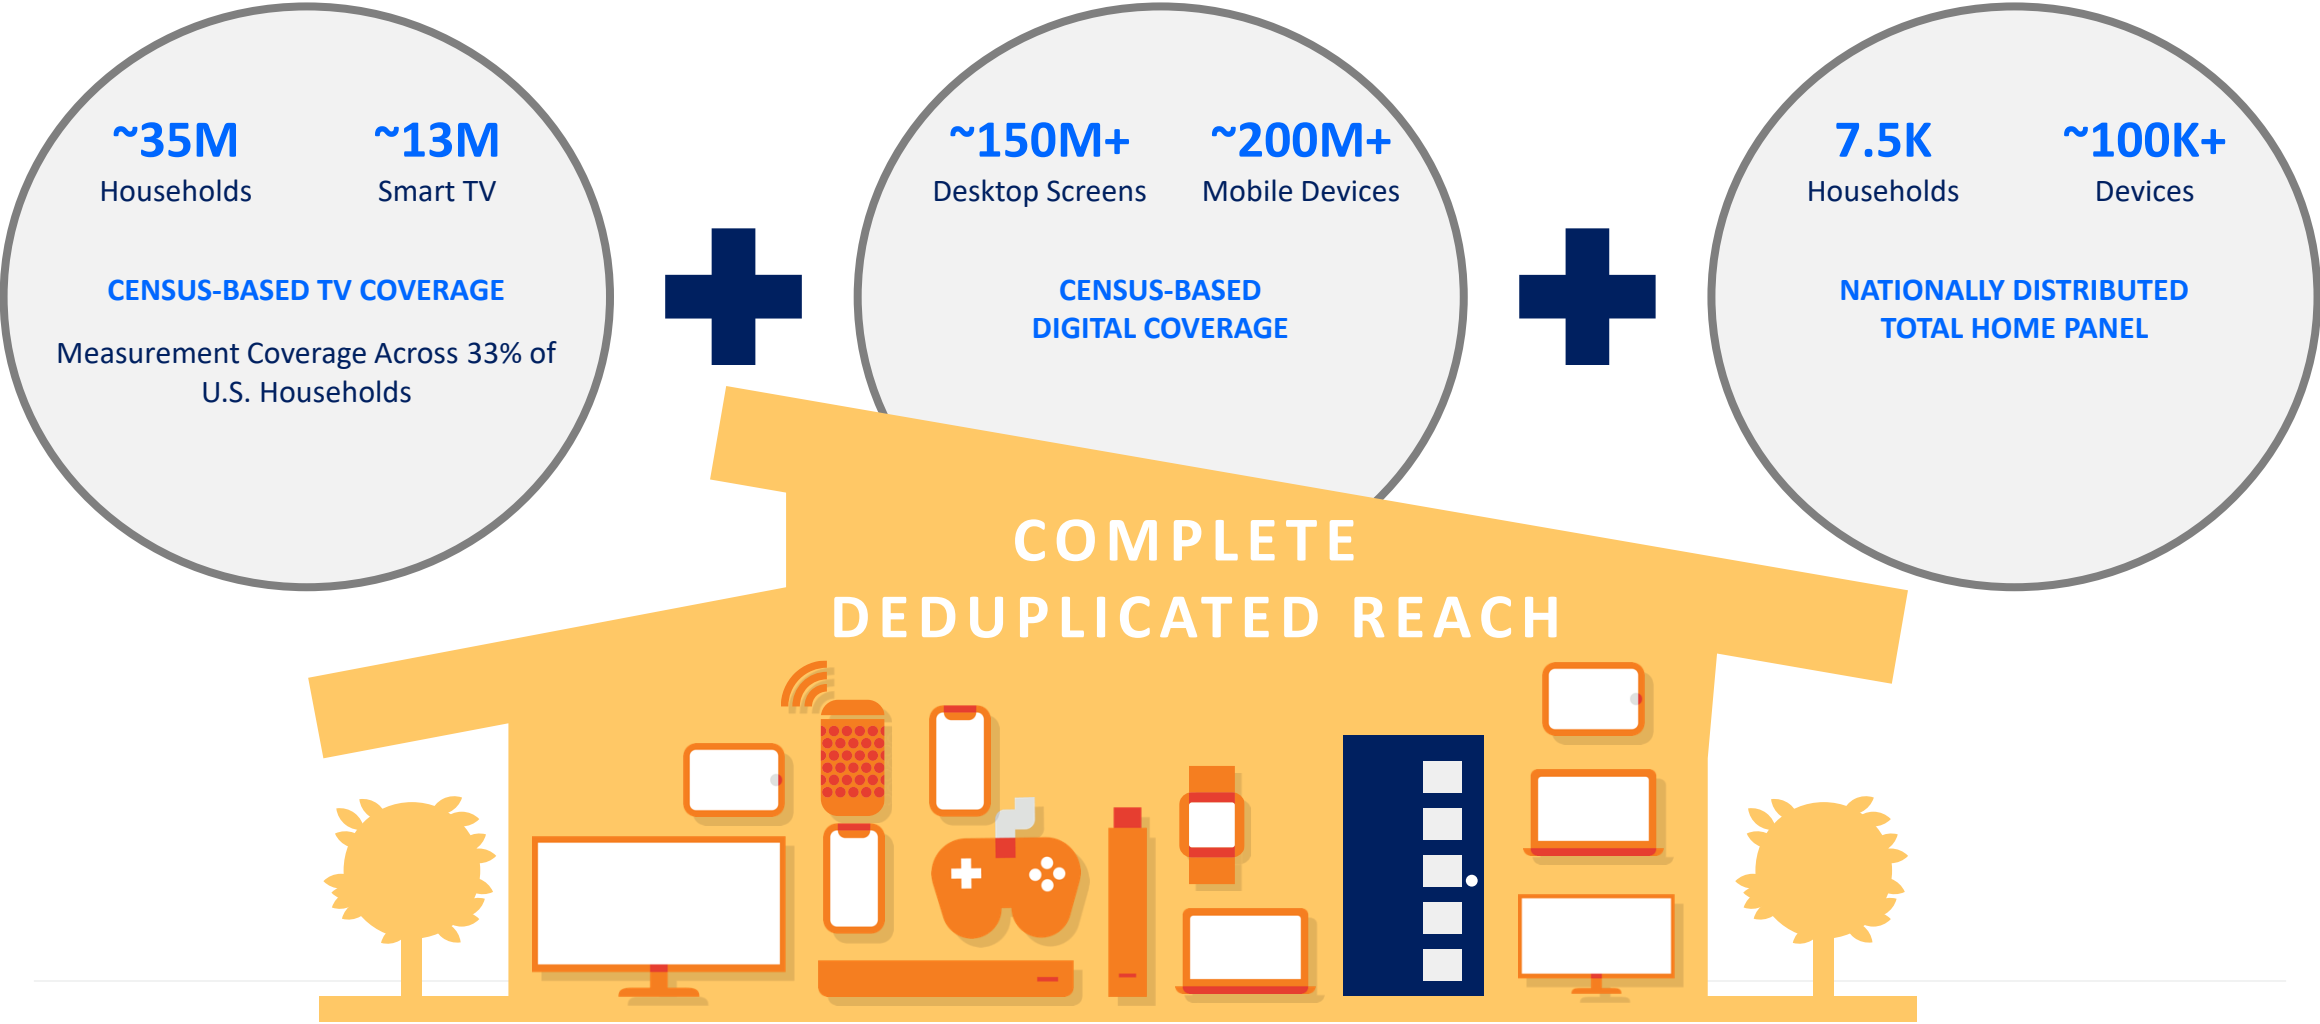 ~35M
Households
~13M
Smart TV
CENSUS-BASED TV COVERAGE
Measurement Coverage Across 33% of
U.S. Households
~150M+
Desktop Screens
~200M+
Mobile Devices
CENSUS-BASED
DIGITAL COVERAGE
7.5K
Households
~100K+
Devices
NATIONALLY DISTRIBUTED
TOTAL HOME PANEL
COMPLETE
DEDUPLICATED REACH